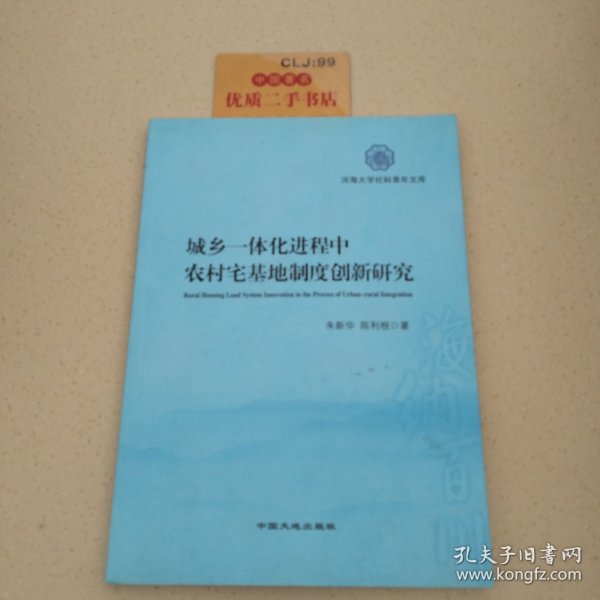 CLJ:99
中国著名
优质二手书店
河海大学社科青年文库
城乡一体化进程中
农村宅基地制度创新研究
Rural Housing Land System Innovation in the Process of Urban-rural Integration
朱新华 陈利根◎著
海纳百川
中国大地出版社
孔夫子旧书网
www.kongfz.com